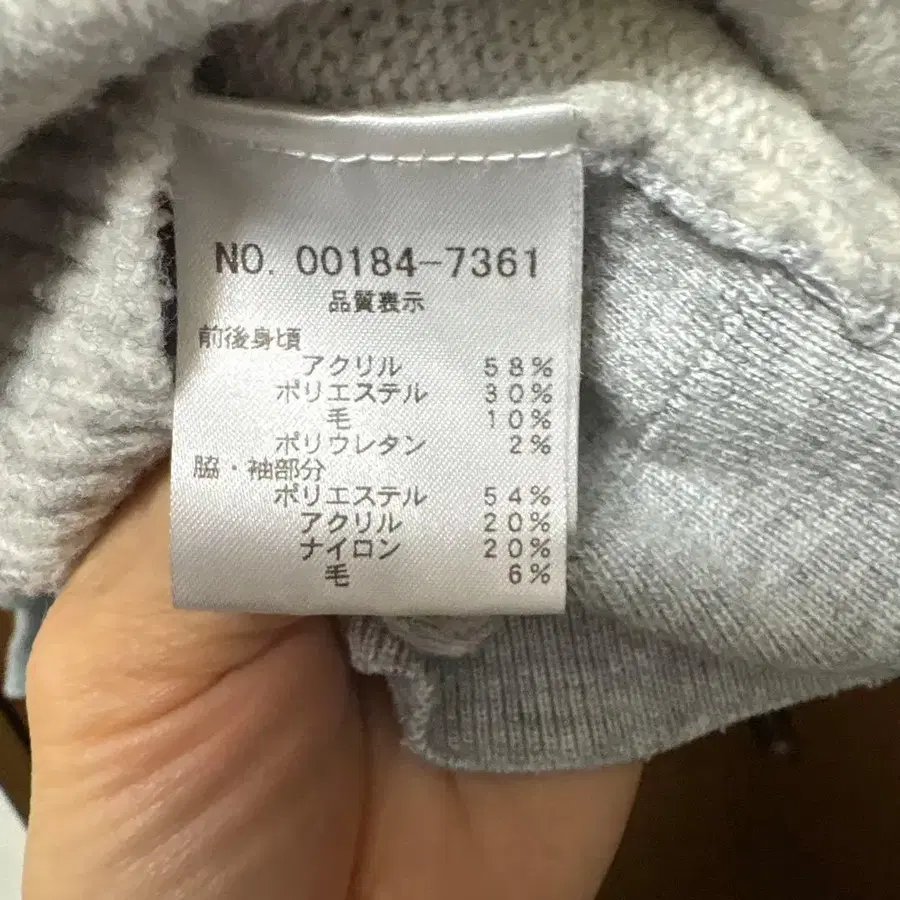 NO. 00184-7361
品質表示
前後身頃
アクリル 58%
ポリエステル 30%
毛 10%
ポリウレタン 2%
脇・袖部分
ポリエステル 54%
アクリル 20%
ナイロン 20%
毛 6%